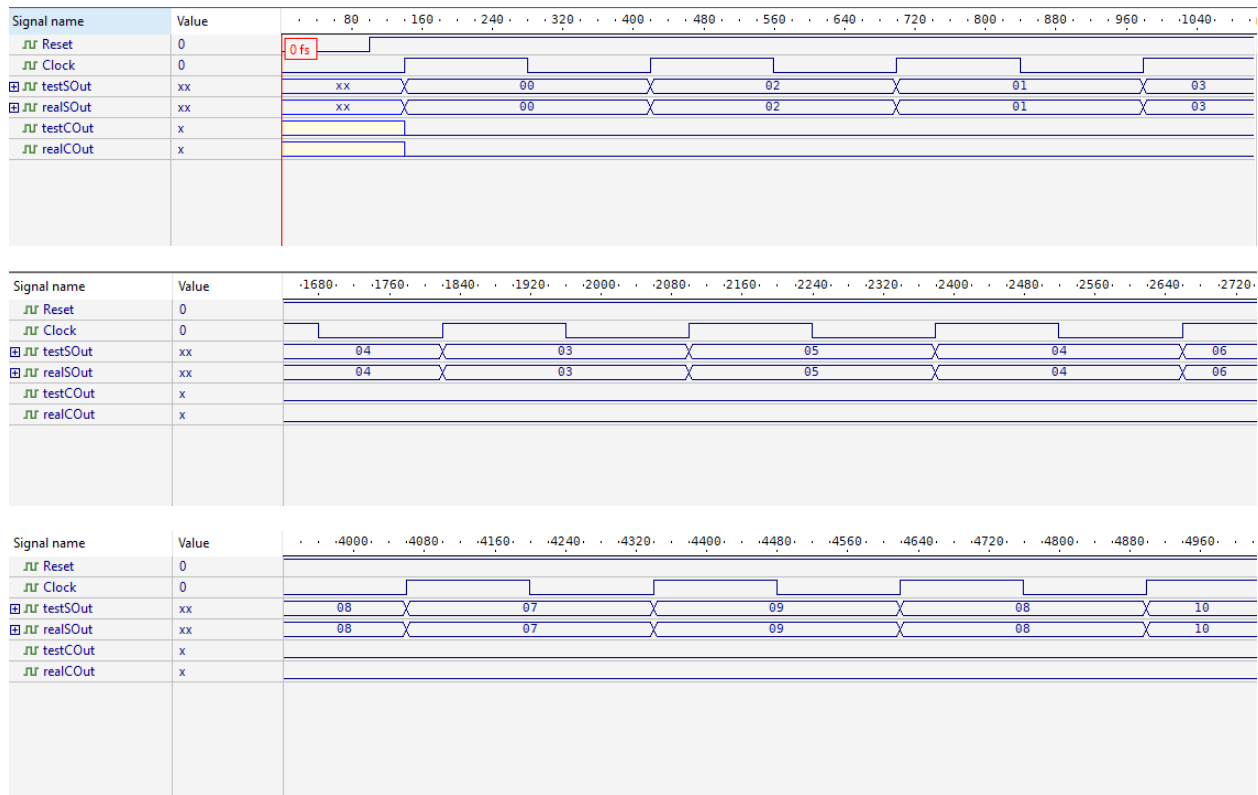 Signal name Value 80 160 240 320 400 480 560 640 720 800 880 960 1040
Reset 0 0 fs
Clock 0
testSOut xx xx 00 02 01 03
realSOut xx xx 00 02 01 03
testCOut x
realCOut x
Signal name Value 1680 1760 1840 1920 2000 2080 2160 2240 2320 2400 2480 2560 2640 2720
Reset 0
Clock 0
testSOut xx 04 03 05 04 06
realSOut xx 04 03 05 04 06
testCOut x
realCOut x
Signal name Value 4000 4080 4160 4240 4320 4400 4480 4560 4640 4720 4800 4880 4960
Reset 0
Clock 0
testSOut xx 08 07 09 08 10
realSOut xx 08 07 09 08 10
testCOut x
realCOut x